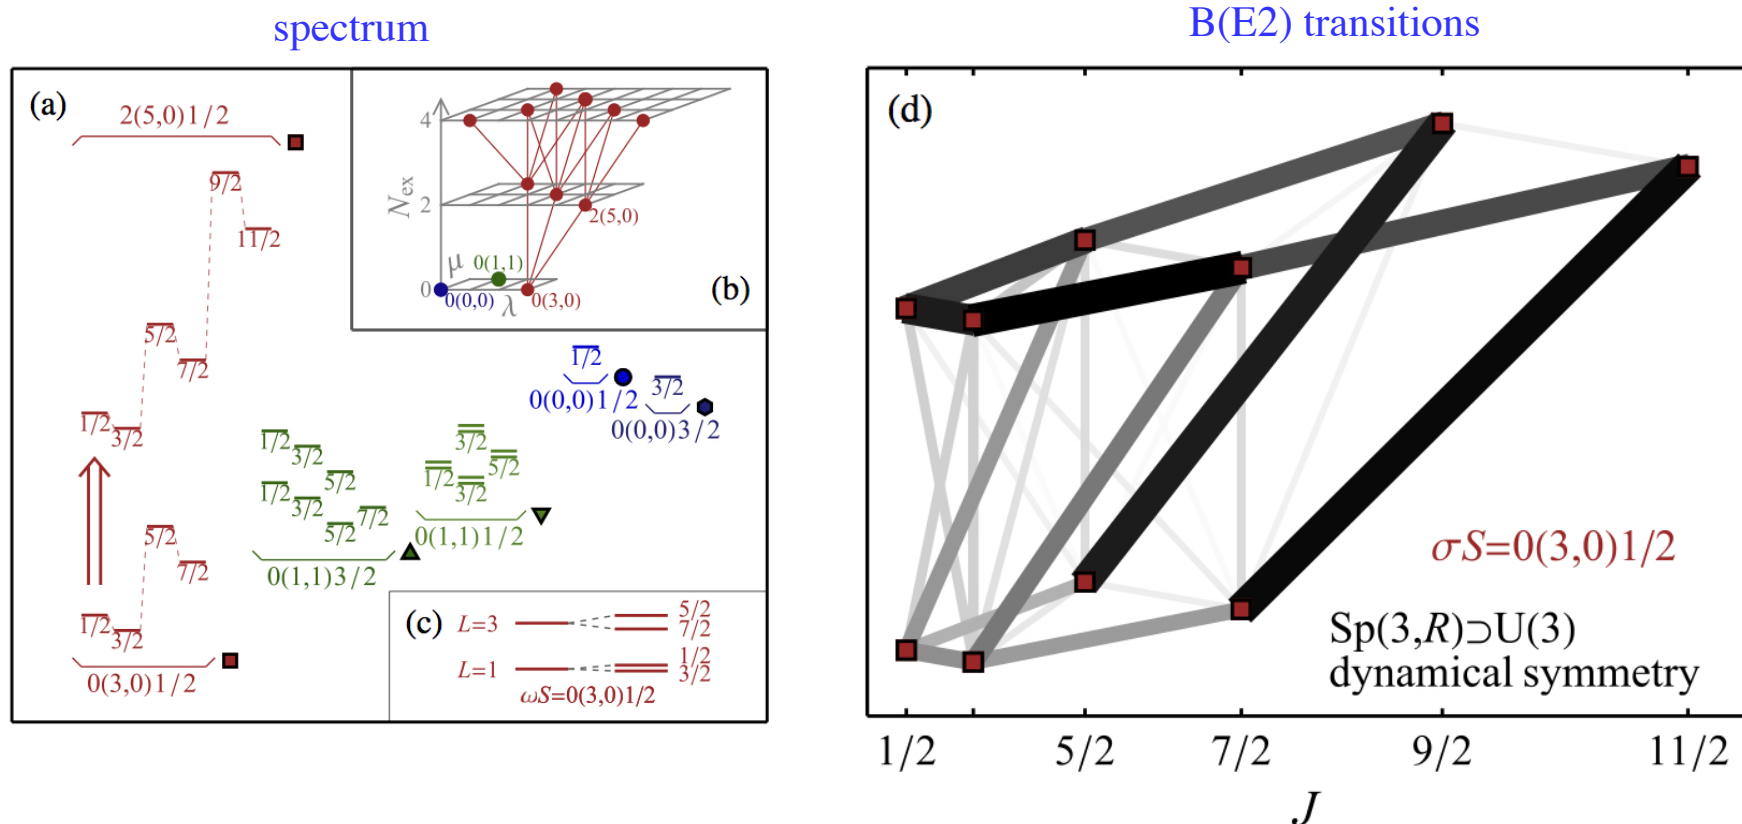 spectrum
B(E2) transitions
(a)
2(5,0)1/2
9/2
11/2
5/2
7/2
1/2
3/2
5/2
7/2
1/2
3/2
0(3,0)1/2
1/2
3/2
5/2
1/2
3/2
5/2
7/2
0(1,1)3/2
3/2
5/2
1/2
3/2
0(1,1)1/2
1/2
0(0,0)1/2
3/2
0(0,0)3/2
4
N_ex
2
2(5,0)
μ
0(1,1)
0
0(0,0)
λ
0(3,0)
(b)
(c)
L=3
5/2
7/2
L=1
1/2
3/2
ωS=0(3,0)1/2
(d)
σS=0(3,0)1/2
Sp(3,R)⊃U(3)
dynamical symmetry
1/2 5/2 7/2 9/2 11/2
J